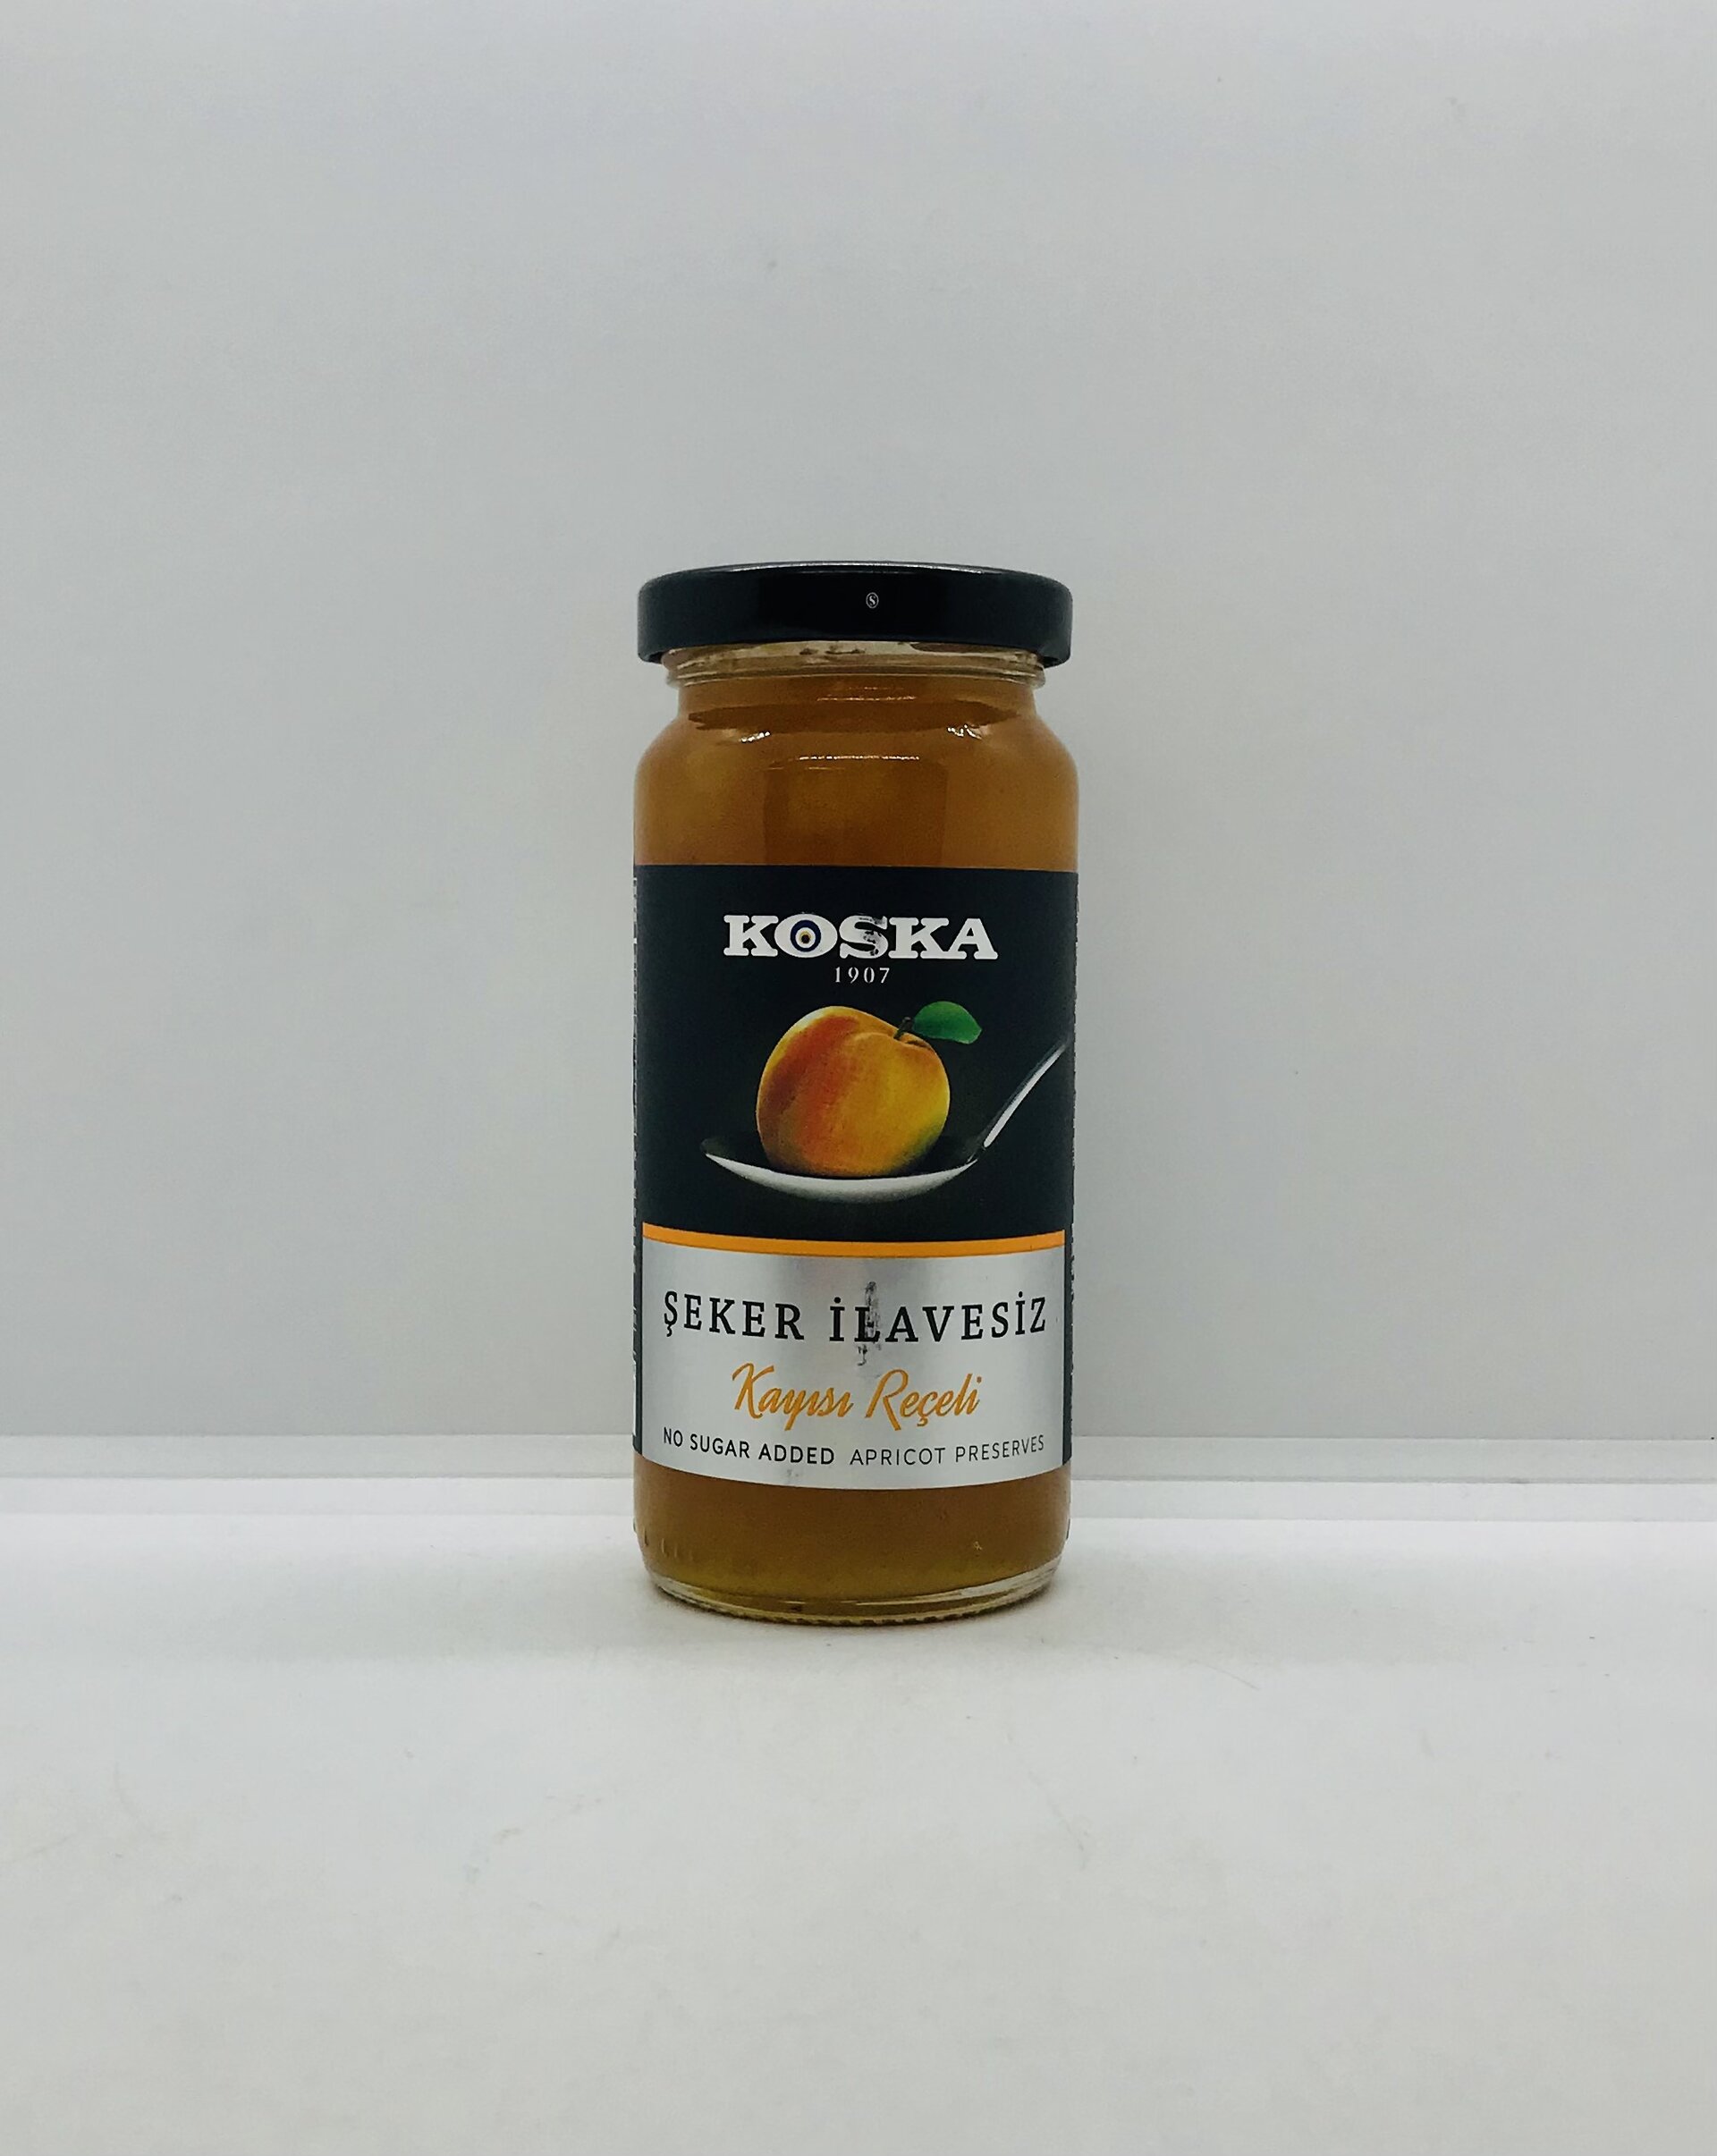 KOSKA
1907
ŞEKER İLAVESİZ
Kayısı Reçeli
NO SUGAR ADDED APRICOT PRESERVES